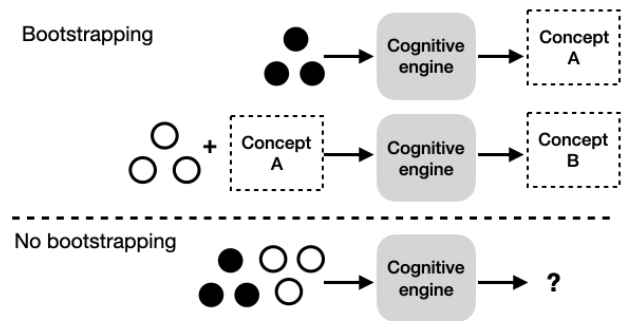 Bootstrapping
Cognitive
engine
Concept
A
+
Concept
A
Cognitive
engine
Concept
B
No bootstrapping
Cognitive
engine
?